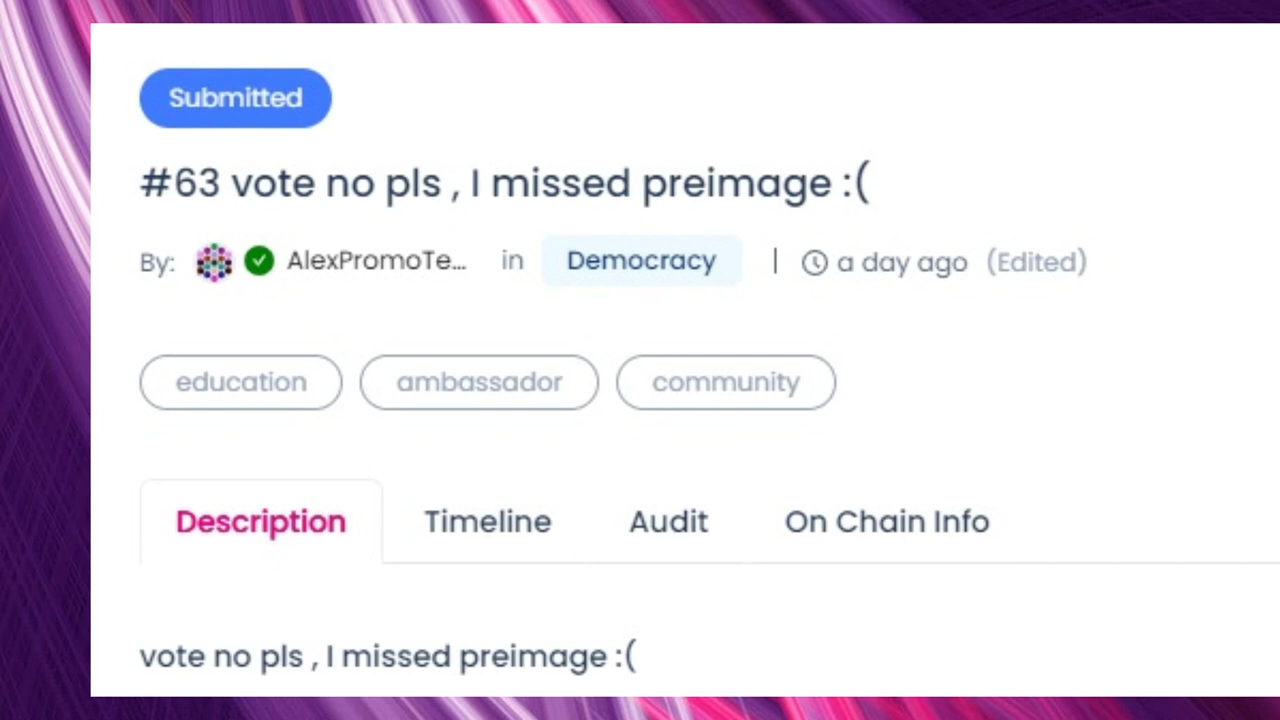 Submitted
#63 vote no pls , I missed preimage :(
By: AlexPromoTe... in Democracy | a day ago (Edited)
education ambassador community
Description Timeline Audit On Chain Info
vote no pls , I missed preimage :(